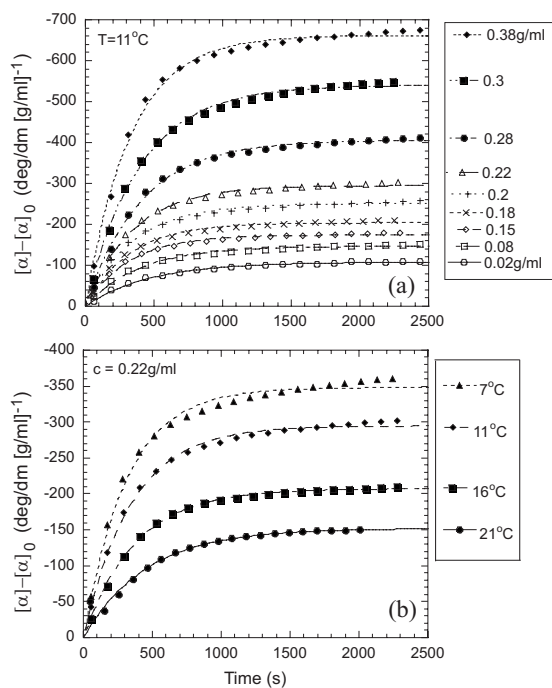 -700
-600
-500
-400
-300
-200
-100
0
T=11°C
(a)
0 500 1000 1500 2000 2500
[α]−[α]0 (deg/dm [g/ml]-1)
0.38g/ml
0.3
0.28
0.22
0.2
0.18
0.15
0.08
0.02g/ml
-400
-350
-300
-250
-200
-150
-100
-50
0
c = 0.22g/ml
(b)
0 500 1000 1500 2000 2500
[α]−[α]0 (deg/dm [g/ml]-1)
Time (s)
7°C
11°C
16°C
21°C